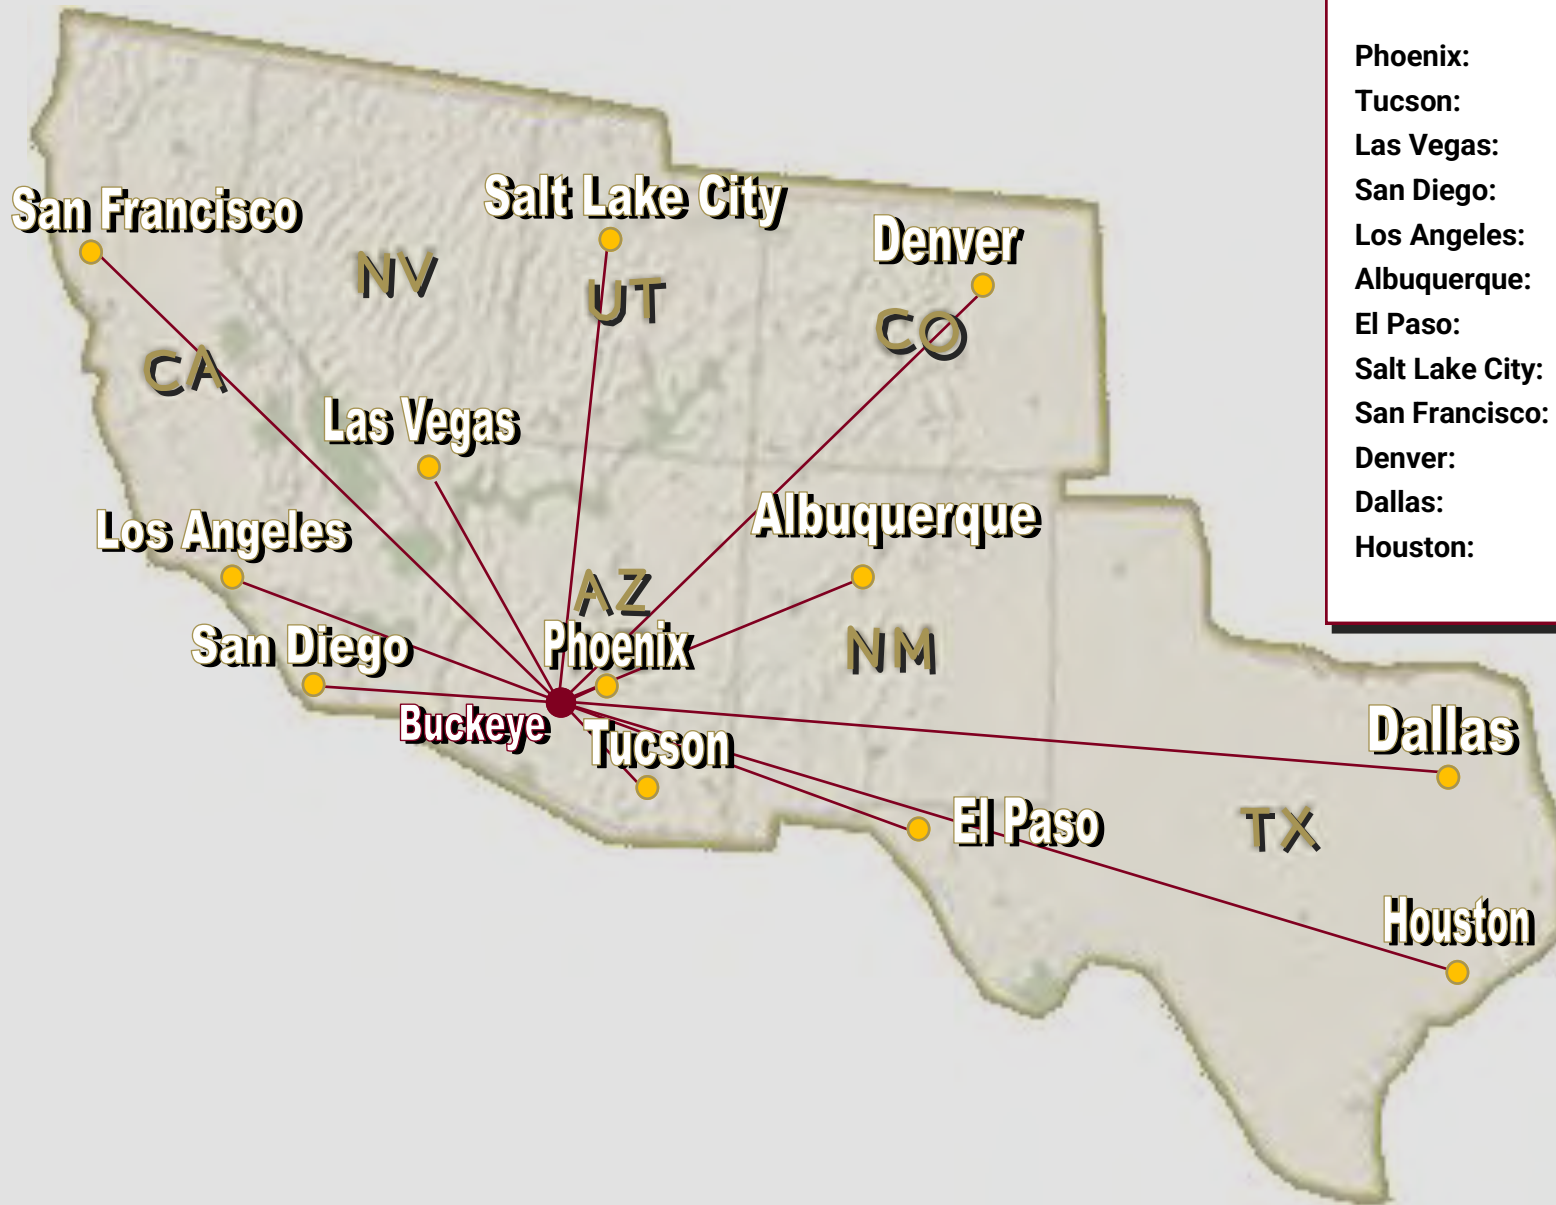 San Francisco
Salt Lake City
Denver
NV
UT
CO
CA
Las Vegas
Albuquerque
Los Angeles
AZ
Phoenix
NM
San Diego
Buckeye
Tucson
Dallas
El Paso
TX
Houston
Phoenix:
Tucson:
Las Vegas:
San Diego:
Los Angeles:
Albuquerque:
El Paso:
Salt Lake City:
San Francisco:
Denver:
Dallas:
Houston: